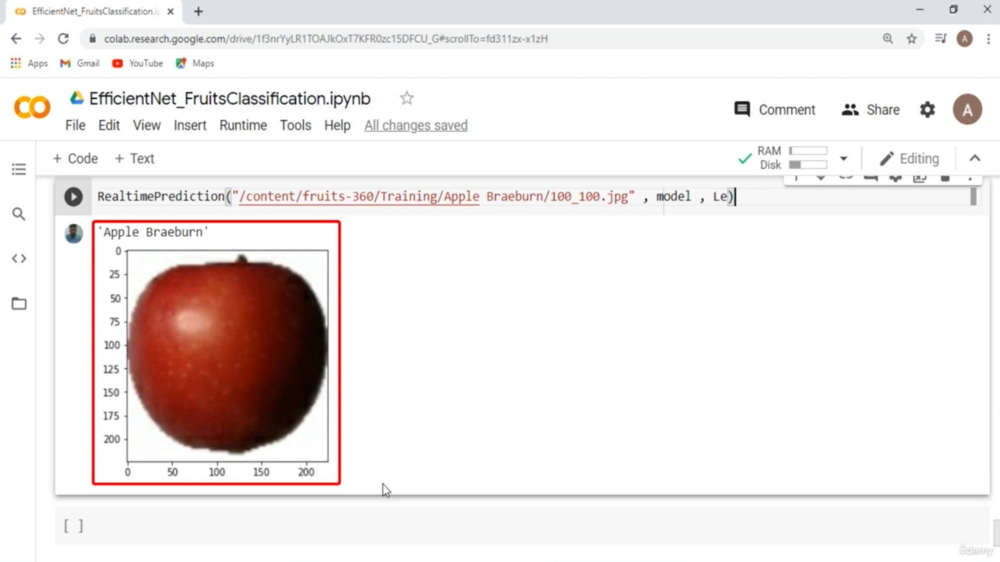 EfficientNet_FruitsClassification.ip
colab.research.google.com/drive/1f3nrYyLR1TOAJkOxT7KFR0zc15DFCU_G#scrollTo=fd311zx-x1zH
A
Apps Gmail YouTube Maps
EfficientNet_FruitsClassification.ipynb
Comment Share A
File Edit View Insert Runtime Tools Help All changes saved
+ Code + Text RAM Disk Editing
RealtimePrediction("/content/fruits-360/Training/Apple Braeburn/100_100.jpg" , model , Le)
'Apple Braeburn'
0
25
50
75
100
125
150
175
200
0 50 100 150 200
[ ]
ûdemy